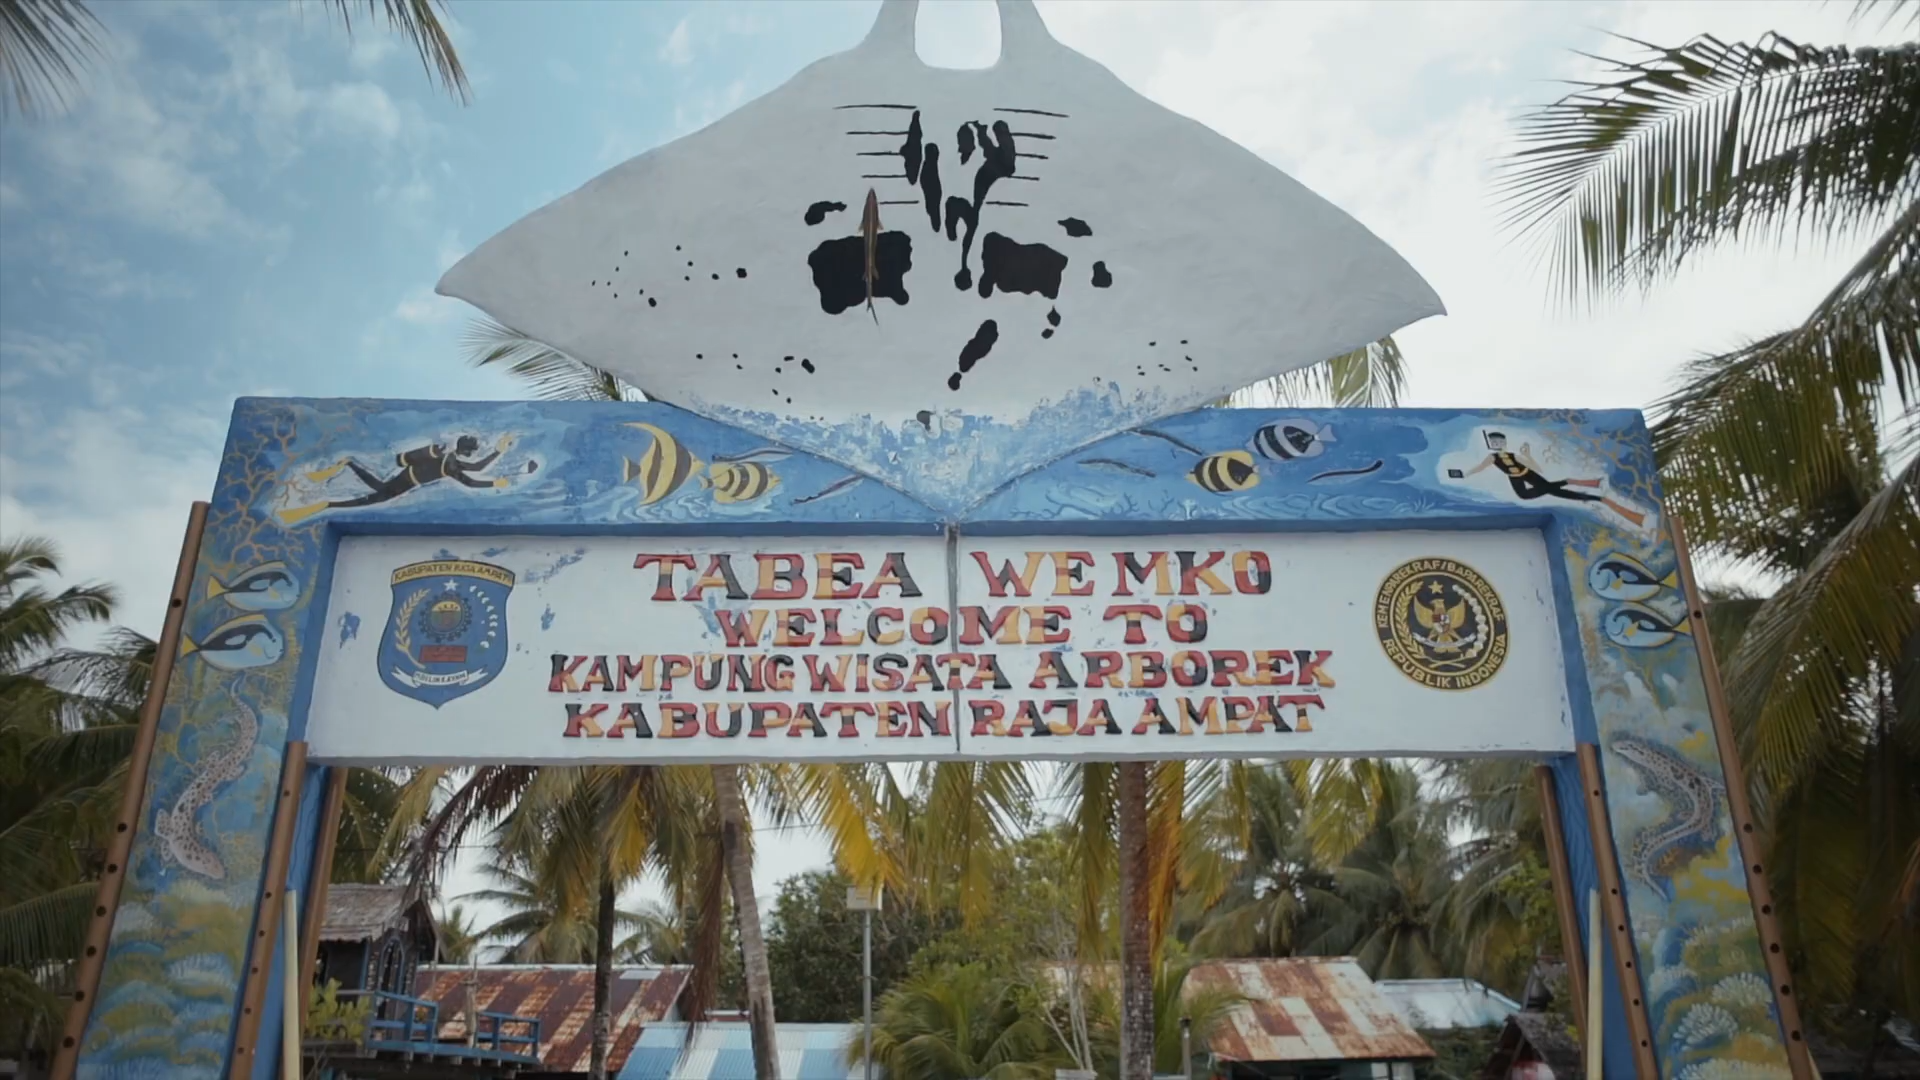 TABEA WEMKO
WELCOME TO
KAMPUNG WISATA ARBOREK
KABUPATEN RAJA AMPAT
KABUPATEN RAJA AMPAT
KEMENPAREKRAF/BAPAREKRAF
REPUBLIK INDONESIA